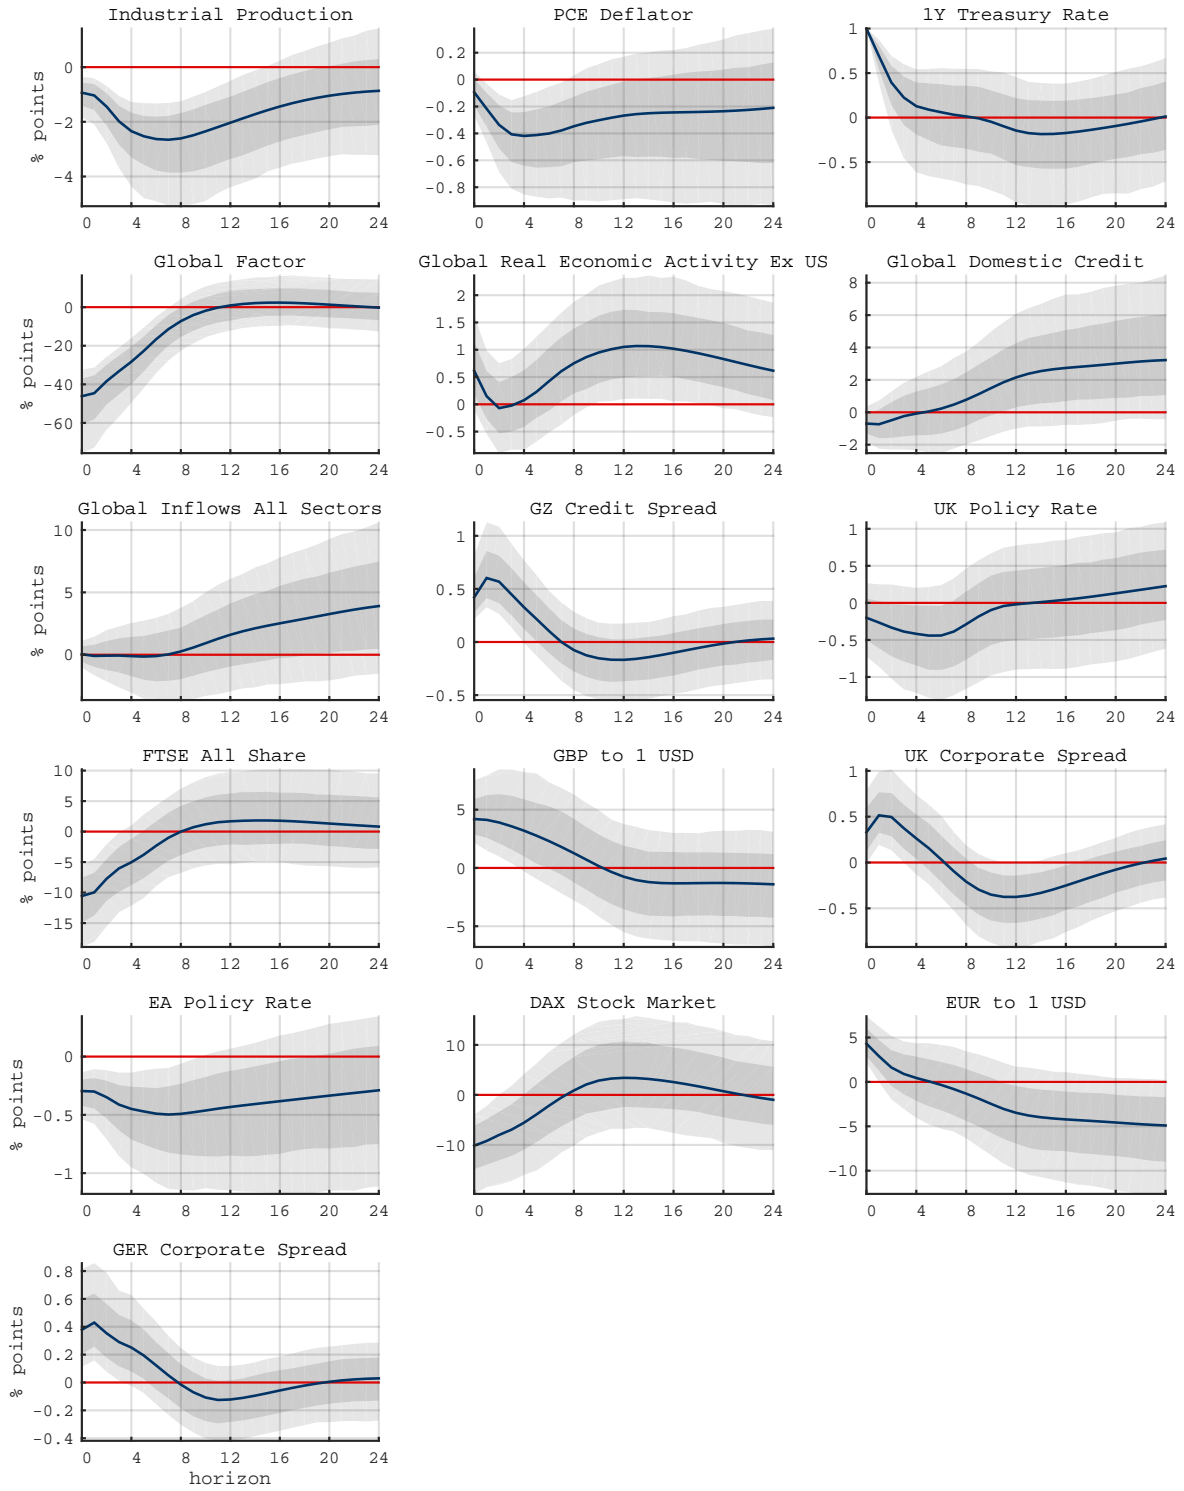 Industrial Production PCE Deflator 1Y Treasury Rate
% points
0
-2
-4
0 4 8 12 16 20 24
0.2
0
-0.2
-0.4
-0.6
-0.8
0 4 8 12 16 20 24
1
0.5
0
-0.5
0 4 8 12 16 20 24
Global Factor Global Real Economic Activity Ex US Global Domestic Credit
% points
0
-20
-40
-60
0 4 8 12 16 20 24
2
1.5
1
0.5
0
-0.5
0 4 8 12 16 20 24
8
6
4
2
0
-2
0 4 8 12 16 20 24
Global Inflows All Sectors GZ Credit Spread UK Policy Rate
% points
10
5
0
0 4 8 12 16 20 24
1
0.5
0
-0.5
0 4 8 12 16 20 24
1
0.5
0
-0.5
-1
0 4 8 12 16 20 24
FTSE All Share GBP to 1 USD UK Corporate Spread
% points
10
5
0
-5
-10
-15
0 4 8 12 16 20 24
5
0
-5
0 4 8 12 16 20 24
1
0.5
0
-0.5
0 4 8 12 16 20 24
EA Policy Rate DAX Stock Market EUR to 1 USD
% points
0
-0.5
-1
0 4 8 12 16 20 24
10
0
-10
0 4 8 12 16 20 24
5
0
-5
-10
0 4 8 12 16 20 24
GER Corporate Spread
% points
0.8
0.6
0.4
0.2
0
-0.2
-0.4
0 4 8 12 16 20 24
horizon